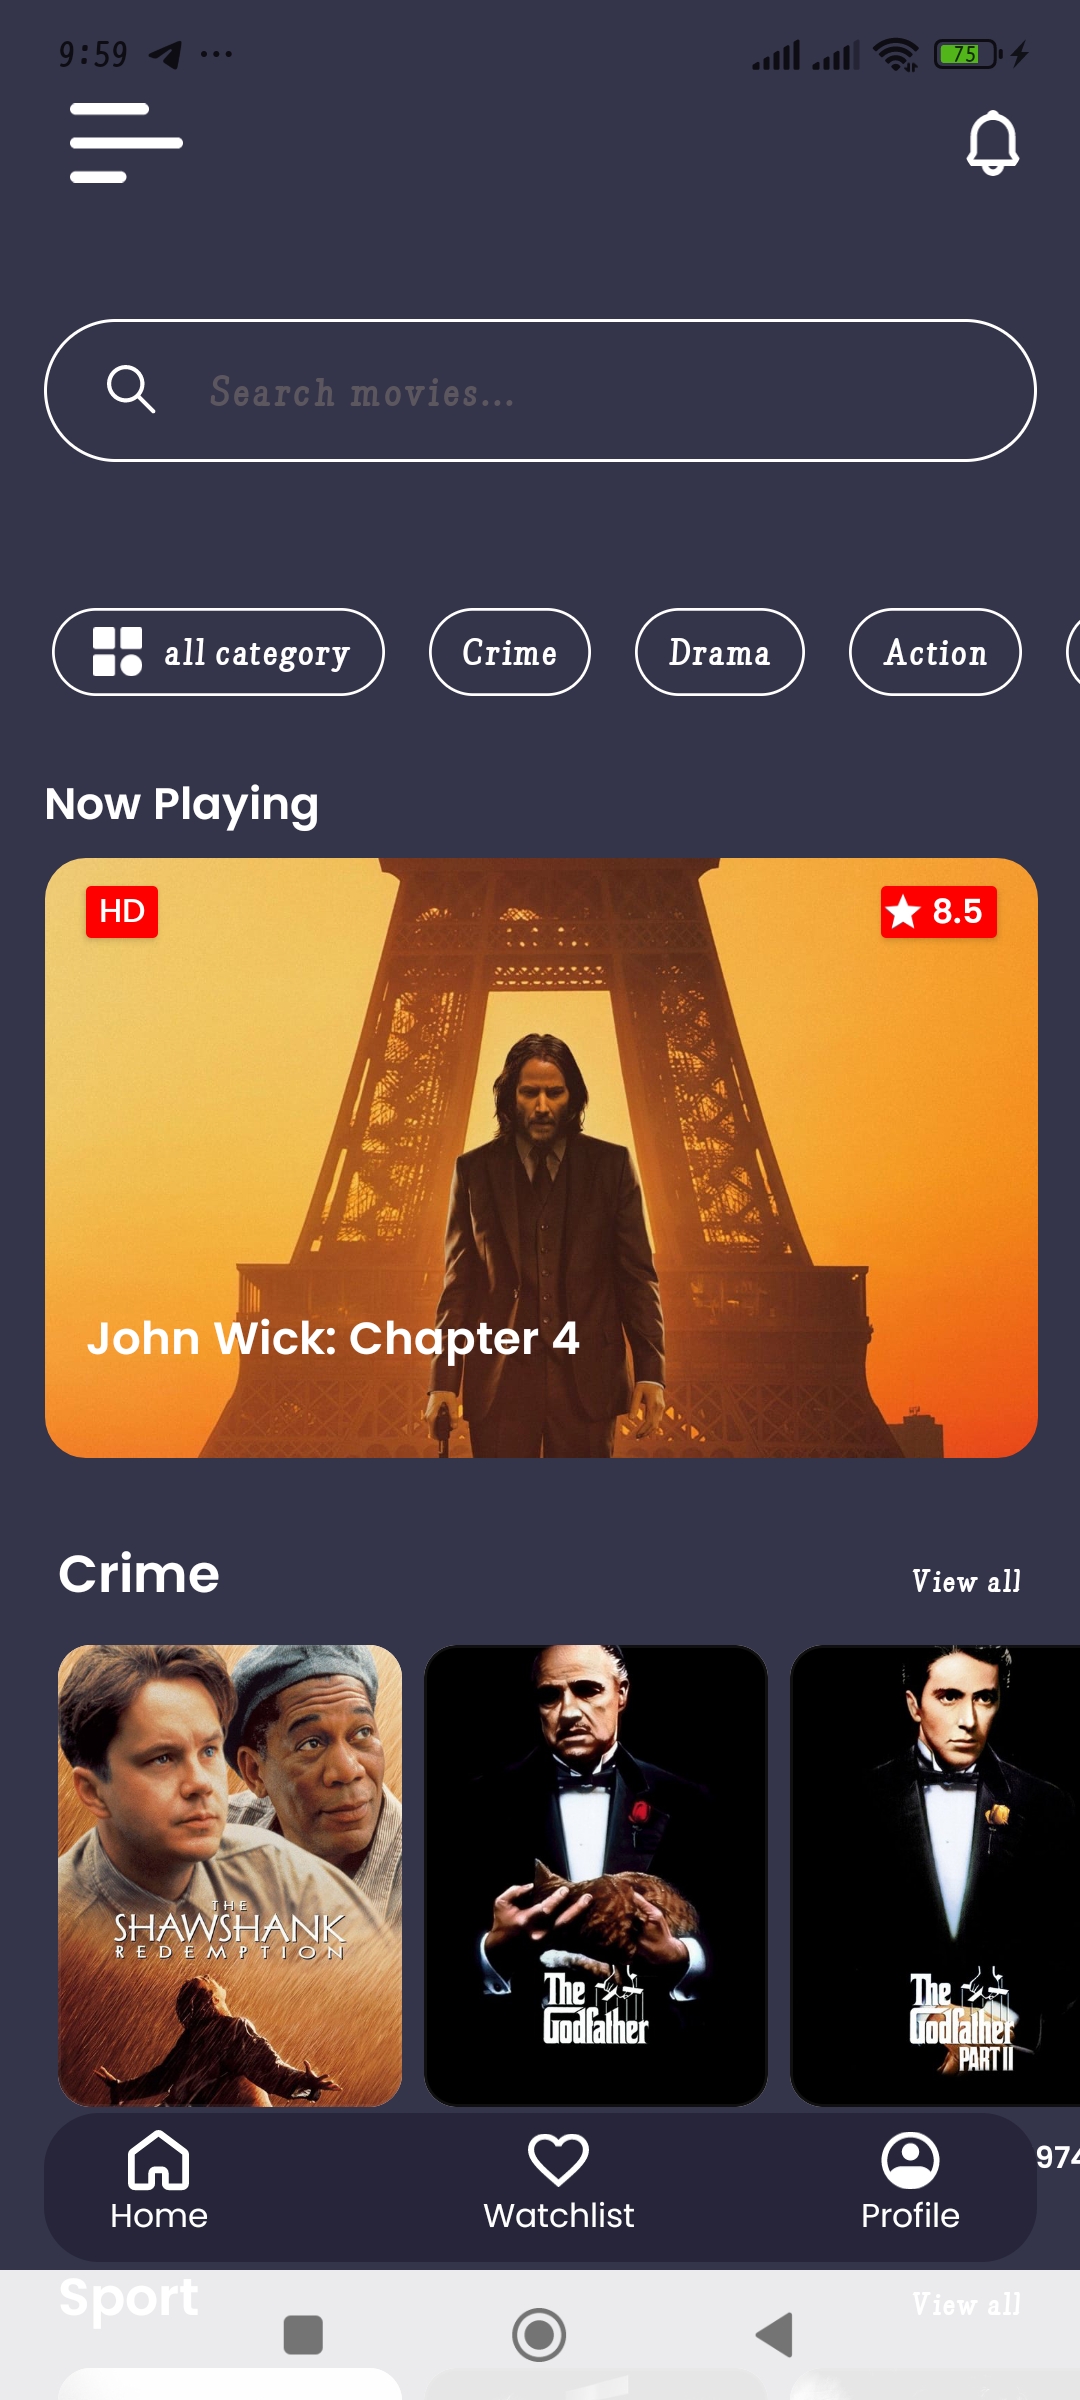 9:59
75
Search movies...
all category
Crime
Drama
Action
Now Playing
HD
8.5
John Wick: Chapter 4
Crime
View all
THE
SHAWSHANK
REDEMPTION
The
Godfather
The
Godfather
PART II
974
Home
Watchlist
Profile
Sport
View all